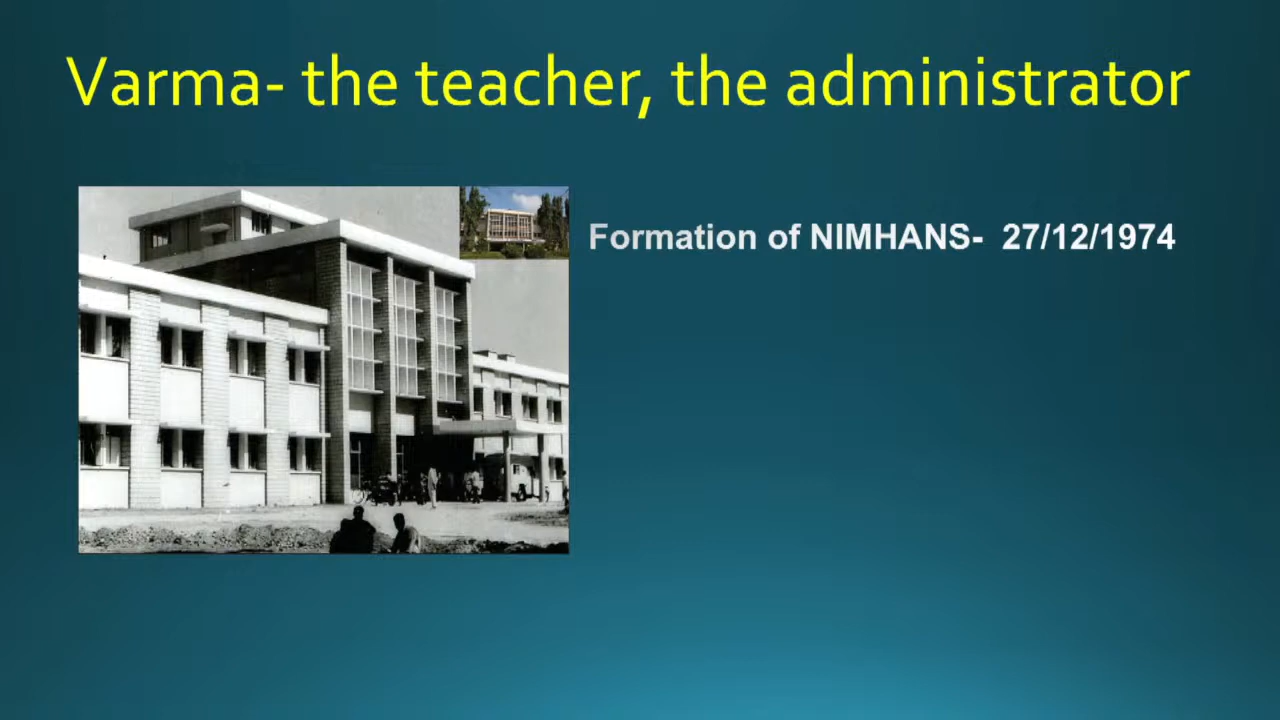 Varma- the teacher, the administrator
Formation of NIMHANS- 27/12/1974